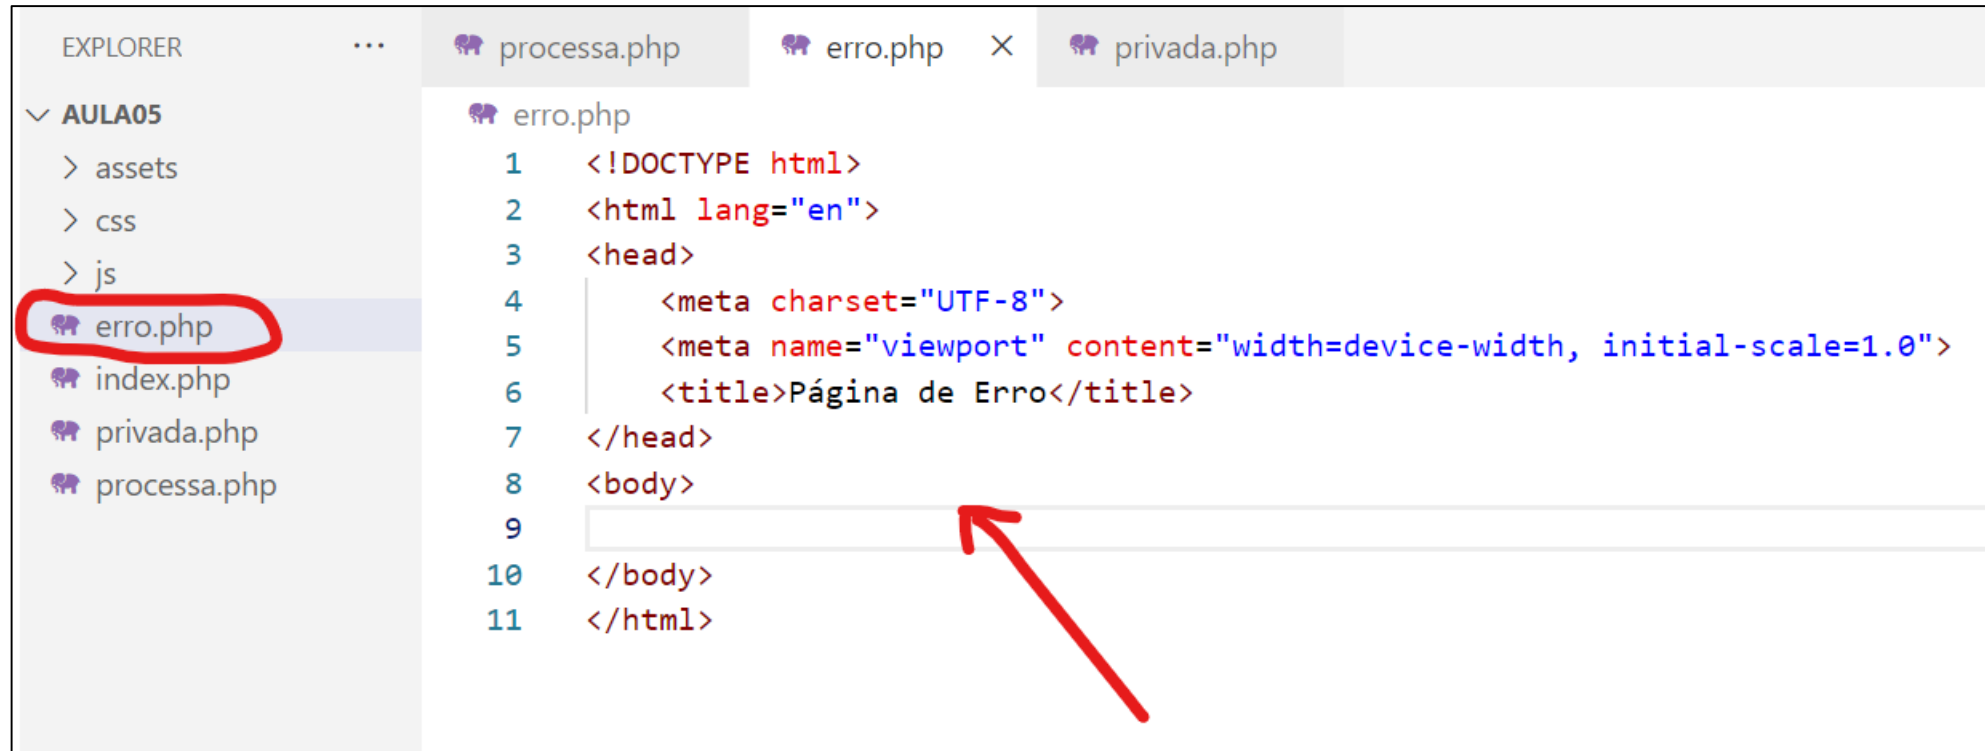 EXPLORER ...
AULA05
assets
css
js
erro.php
index.php
privada.php
processa.php
processa.php erro.php privada.php
erro.php
1 <!DOCTYPE html>
2 <html lang="en">
3 <head>
4 <meta charset="UTF-8">
5 <meta name="viewport" content="width=device-width, initial-scale=1.0">
6 <title>Página de Erro</title>
7 </head>
8 <body>
9
10 </body>
11 </html>